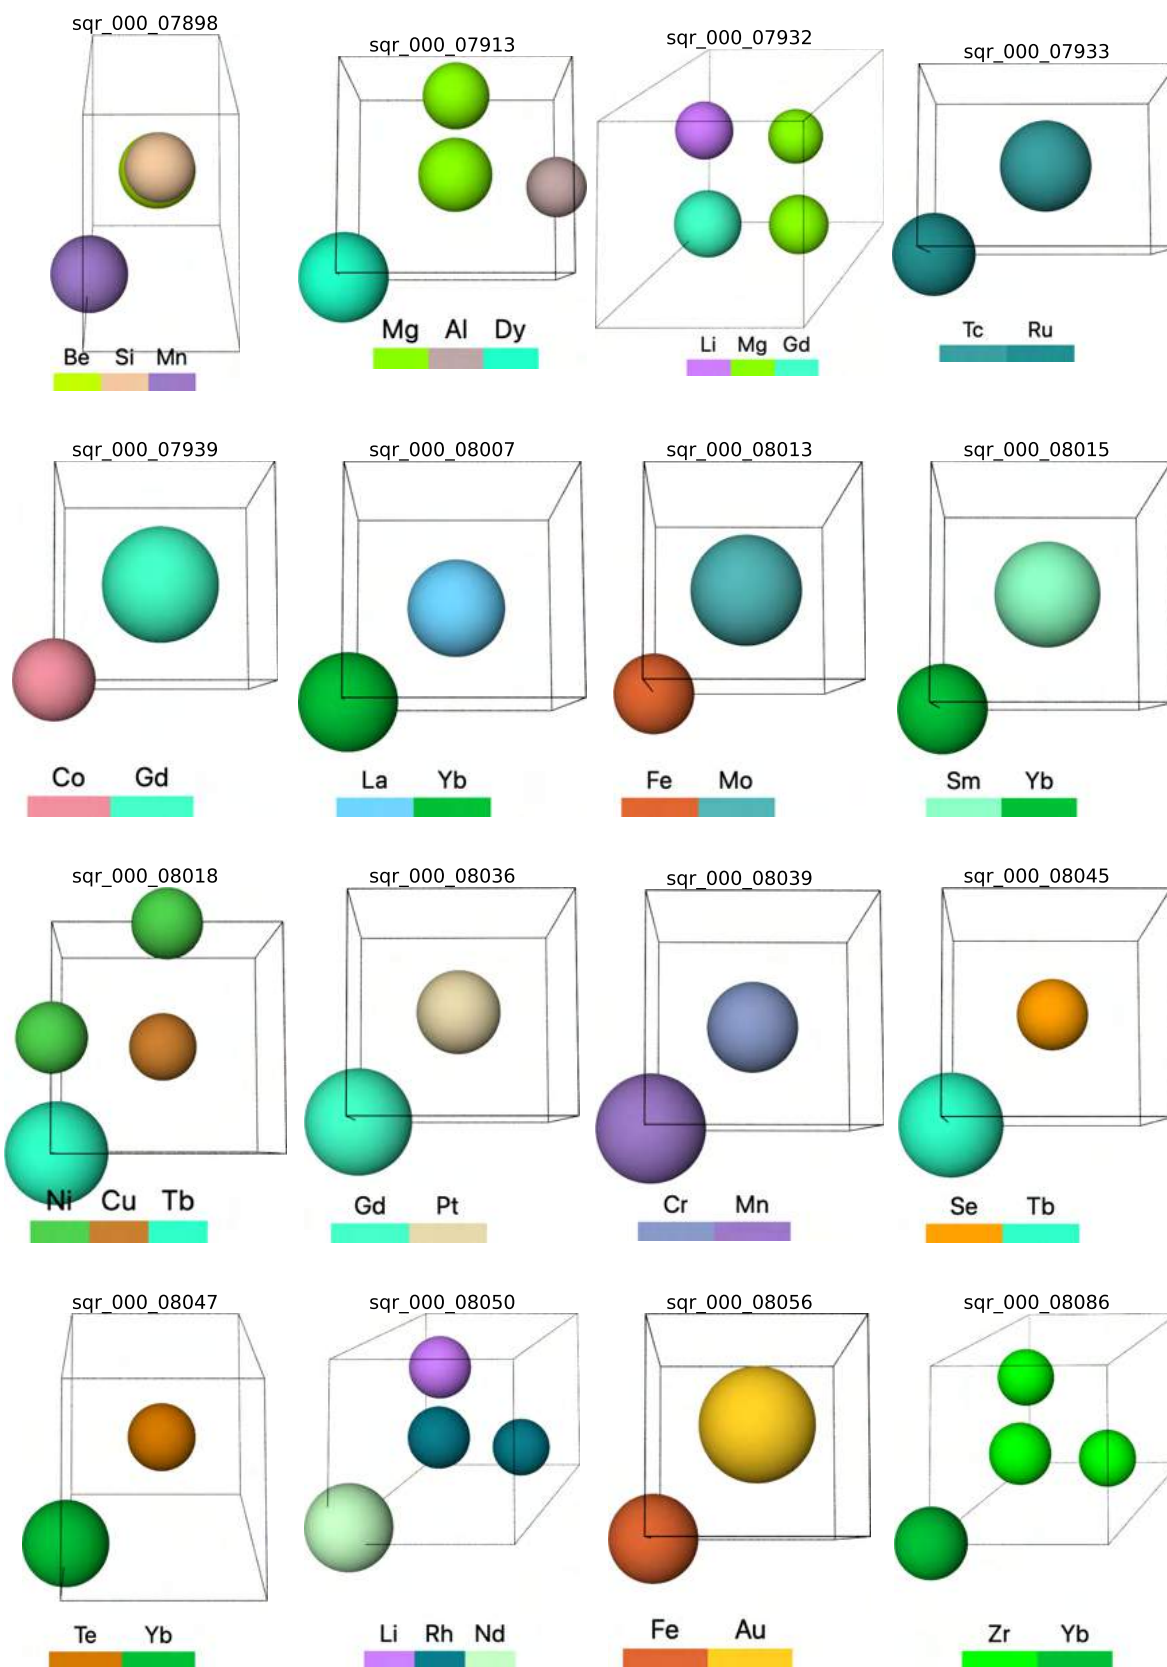 sqr_000_07898
sqr_000_07913
sqr_000_07932
sqr_000_07933
Be Si Mn
Mg Al Dy
Li Mg Gd
Tc Ru
sqr_000_07939
sqr_000_08007
sqr_000_08013
sqr_000_08015
Co Gd
La Yb
Fe Mo
Sm Yb
sqr_000_08018
sqr_000_08036
sqr_000_08039
sqr_000_08045
Ni Cu Tb
Gd Pt
Cr Mn
Se Tb
sqr_000_08047
sqr_000_08050
sqr_000_08056
sqr_000_08086
Te Yb
Li Rh Nd
Fe Au
Zr Yb